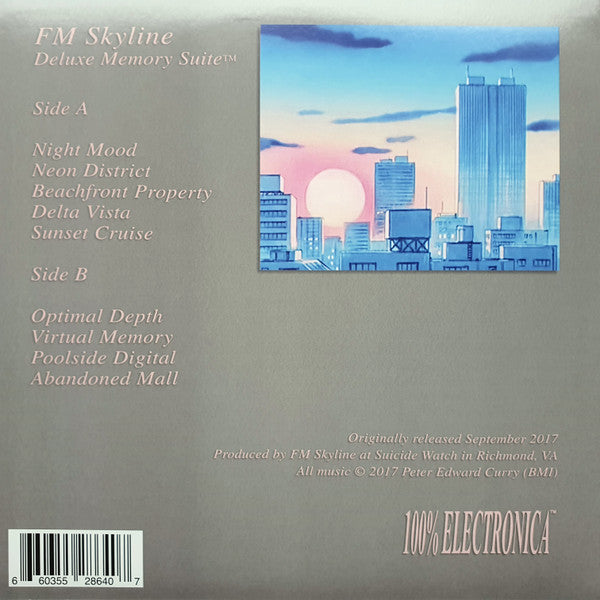 FM Skyline
Deluxe Memory Suite™
Side A
Night Mood
Neon District
Beachfront Property
Delta Vista
Sunset Cruise
Side B
Optimal Depth
Virtual Memory
Poolside Digital
Abandoned Mall
Originally released September 2017
Produced by FM Skyline at Suicide Watch in Richmond, VA
All music © 2017 Peter Edward Curry (BMI)
100% ELECTRONICA™
6 60355 28640 7